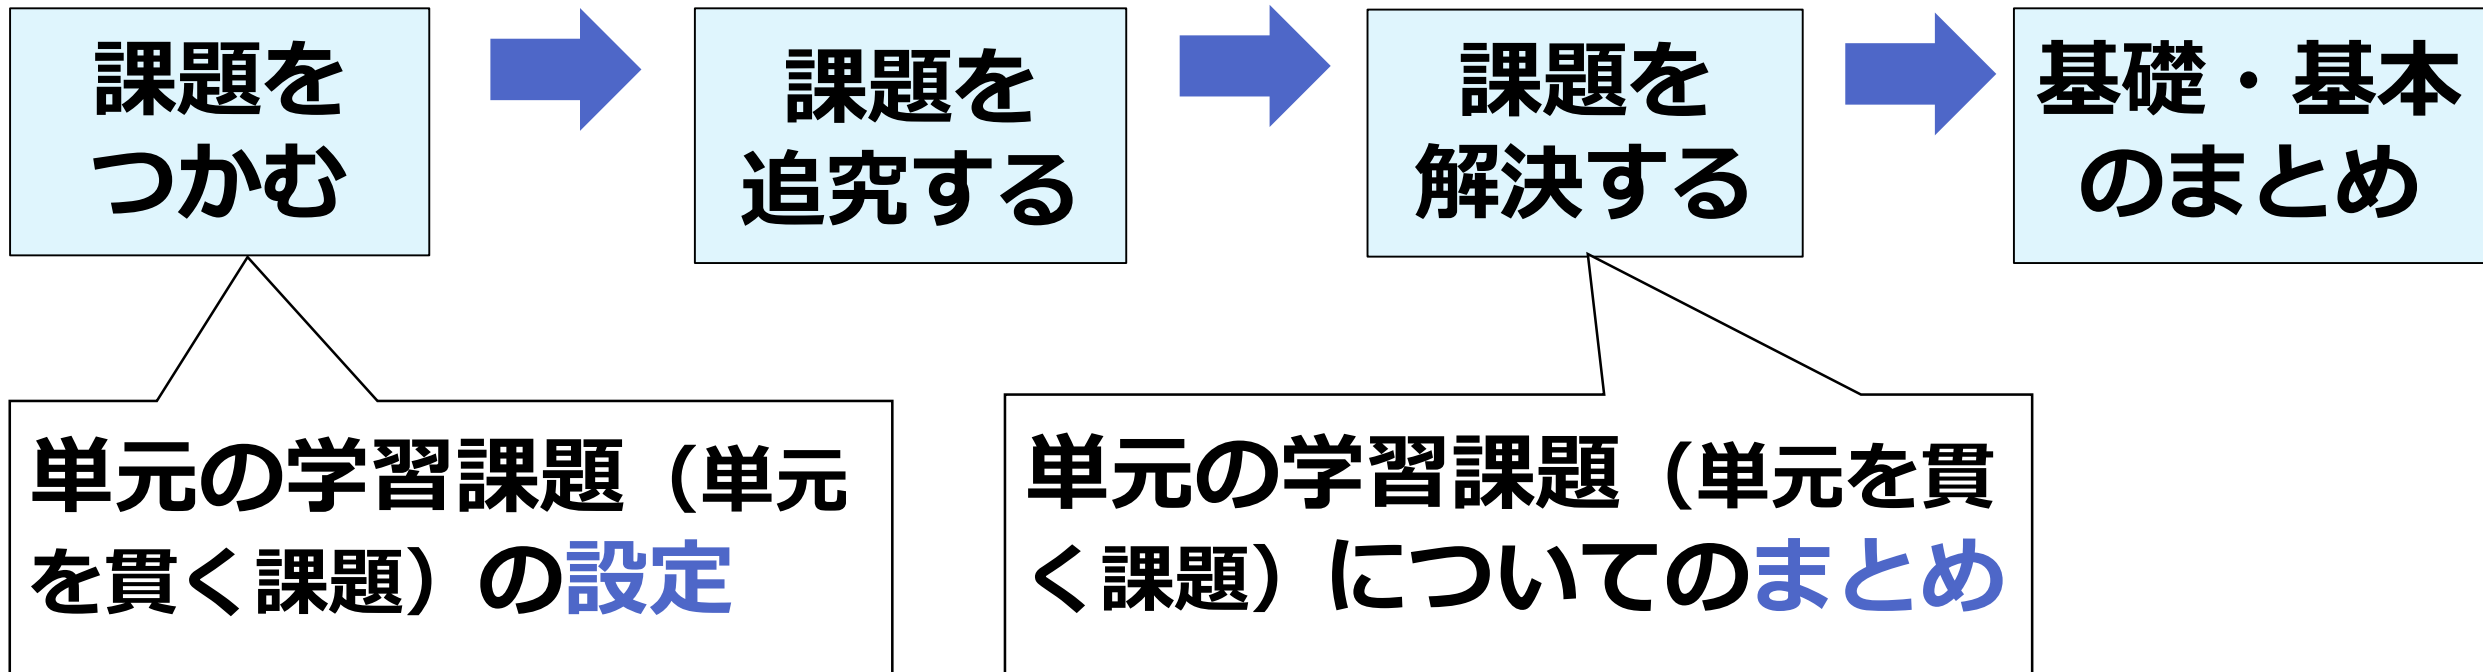 課題を
つかむ
課題を
追究する
課題を
解決する
基礎・基本
のまとめ
単元の学習課題（単元
を貫く課題）の設定
単元の学習課題（単元を貫
く課題）についてのまとめ